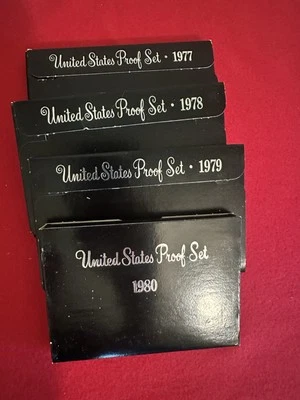 United States Proof Set · 1977
United States Proof Set · 1978
United States Proof Set · 1979
United States Proof Set
1980